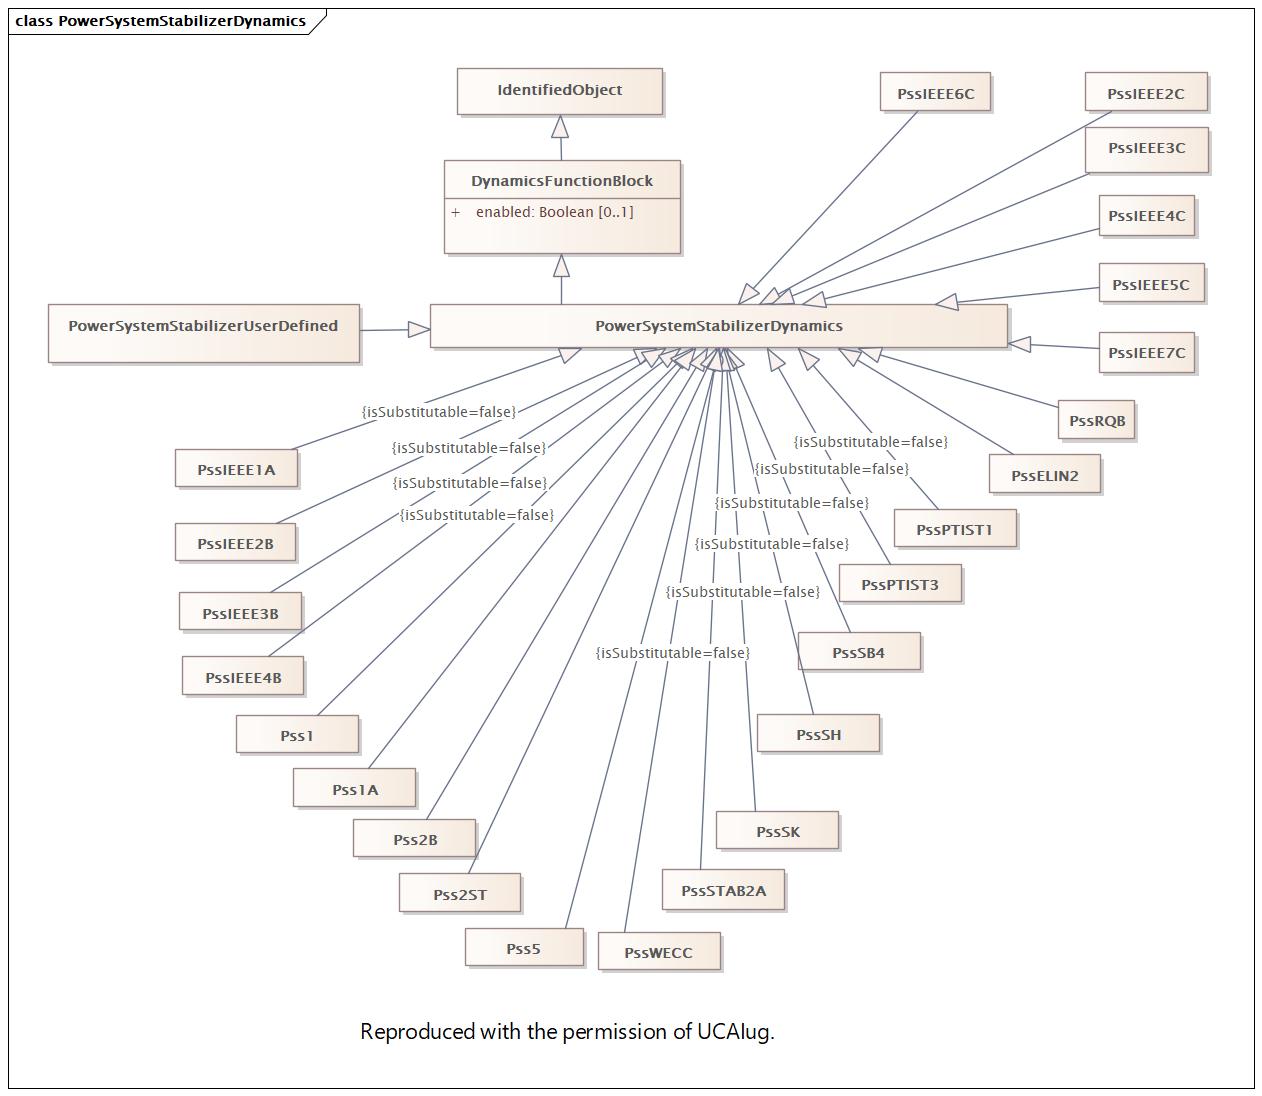 class PowerSystemStabilizerDynamics
IdentifiedObject
PssIEEE6C
PssIEEE2C
PssIEEE3C
DynamicsFunctionBlock
+ enabled: Boolean [0..1]
PssIEEE4C
PssIEEE5C
PowerSystemStabilizerUserDefined
PowerSystemStabilizerDynamics
PssIEEE7C
{isSubstitutable=false}
PssRQB
{isSubstitutable=false}
{isSubstitutable=false}
PssIEEE1A
{isSubstitutable=false}
PssELIN2
{isSubstitutable=false}
{isSubstitutable=false}
{isSubstitutable=false}
PssPTIST1
PssIEEE2B
{isSubstitutable=false}
PssPTIST3
{isSubstitutable=false}
PssIEEE3B
{isSubstitutable=false}
PssSB4
PssIEEE4B
Pss1
PssSH
Pss1A
PssSK
Pss2B
PssSTAB2A
Pss2ST
Pss5
PssWECC
Reproduced with the permission of UCAIug.